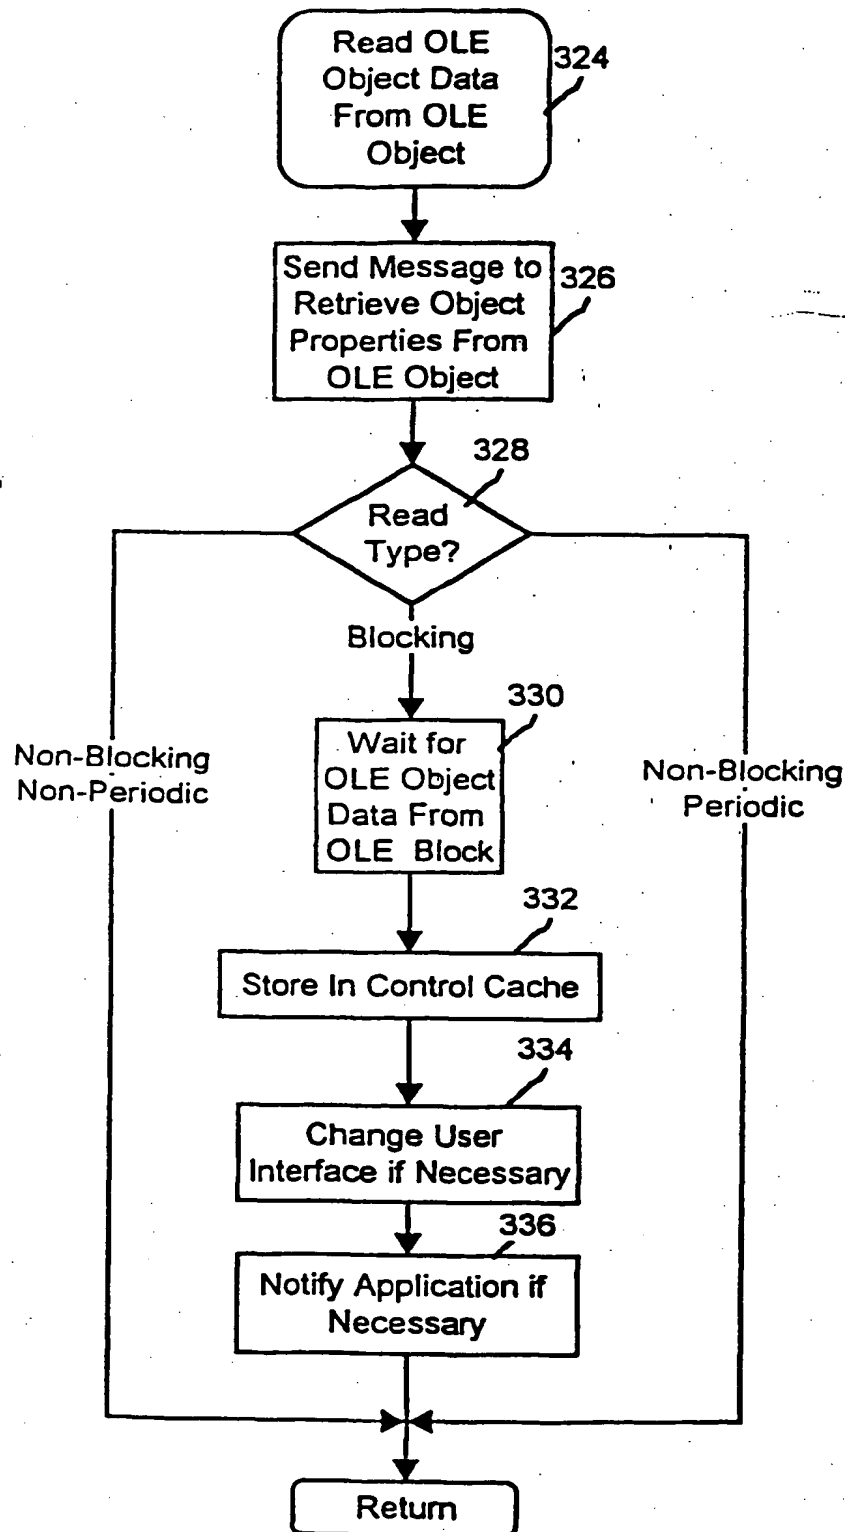 Read OLE
Object Data
From OLE
Object
324
Send Message to
Retrieve Object
Properties From
OLE Object
326
328
Read
Type?
Blocking
Non-Blocking
Non-Periodic
Non-Blocking
Periodic
330
Wait for
OLE Object
Data From
OLE Block
332
Store In Control Cache
334
Change User
Interface if Necessary
336
Notify Application if
Necessary
Return